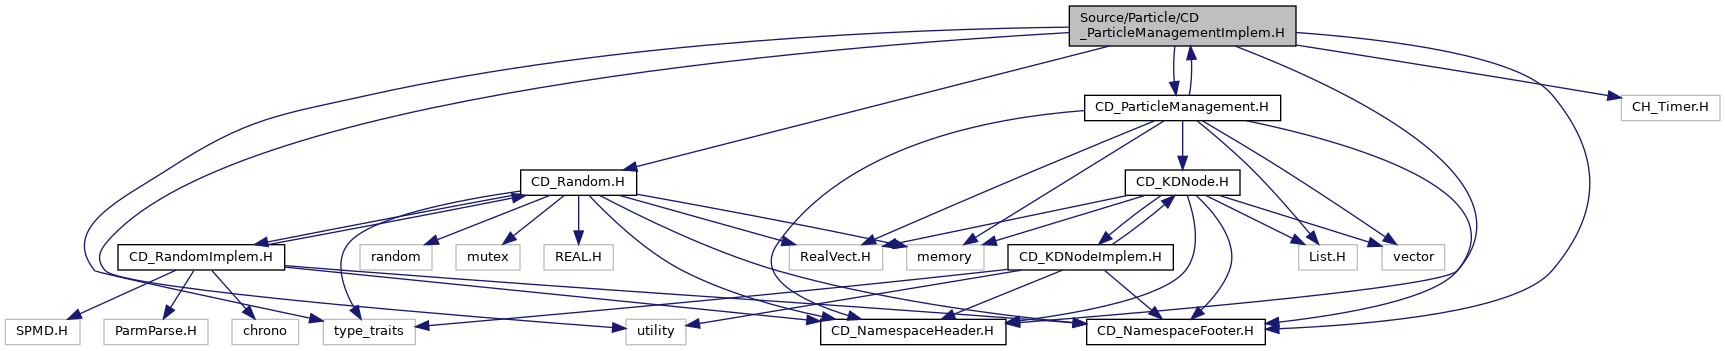 Source/Particle/CD
_ParticleManagementImplem.H
CD_ParticleManagement.H
CH_Timer.H
CD_Random.H
CD_KDNode.H
CD_RandomImplem.H
random
mutex
REAL.H
RealVect.H
memory
CD_KDNodeImplem.H
List.H
vector
SPMD.H
ParmParse.H
chrono
type_traits
utility
CD_NamespaceHeader.H
CD_NamespaceFooter.H